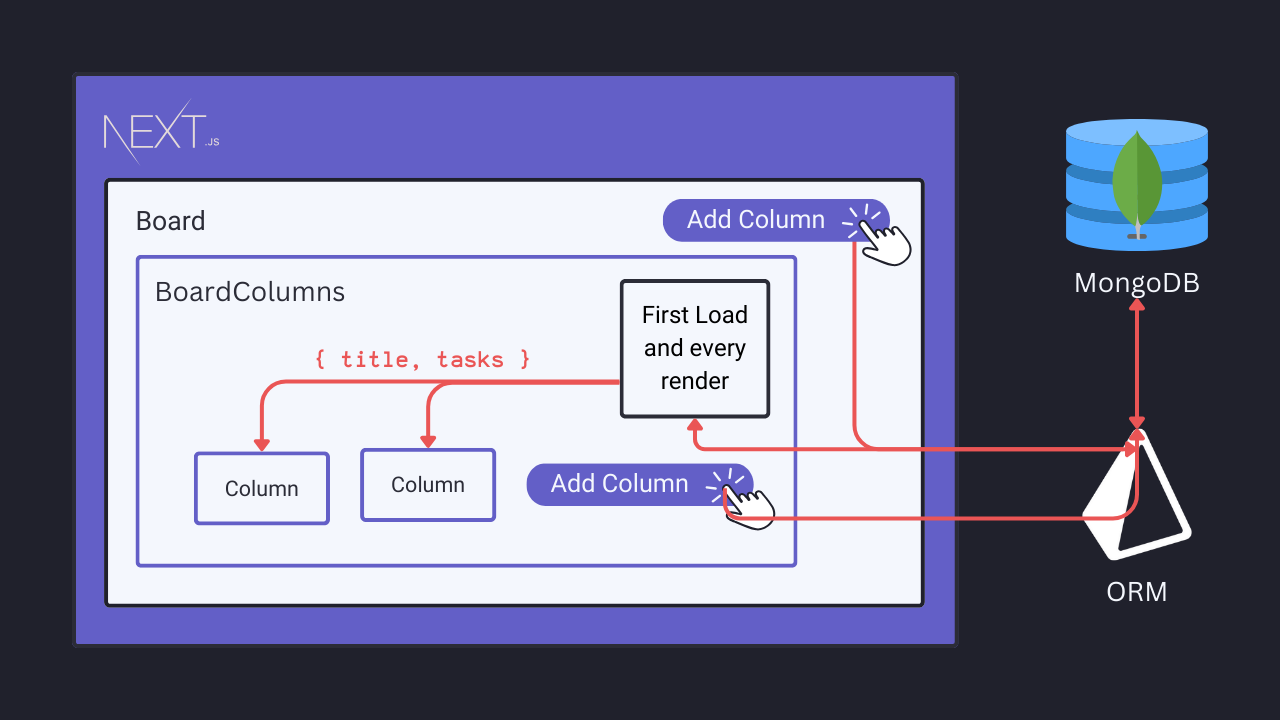 NEXT.JS
Board
Add Column
MongoDB
BoardColumns
First Load
and every
render
{ title, tasks }
Column
Column
Add Column
ORM